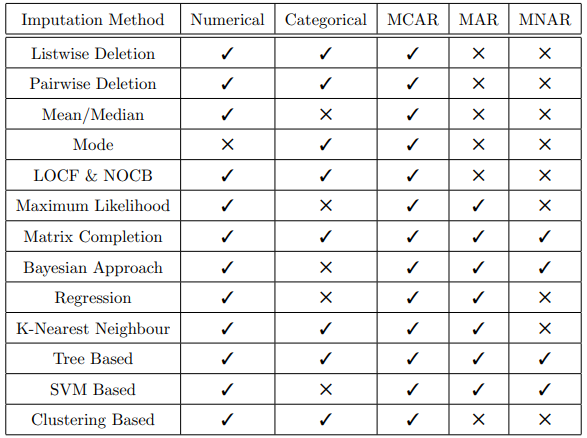 Imputation Method Numerical Categorical MCAR MAR MNAR
Listwise Deletion ✓ ✓ ✓ × ×
Pairwise Deletion ✓ ✓ ✓ × ×
Mean/Median ✓ × ✓ × ×
Mode × ✓ ✓ × ×
LOCF & NOCB ✓ ✓ ✓ × ×
Maximum Likelihood ✓ × ✓ ✓ ×
Matrix Completion ✓ ✓ ✓ ✓ ✓
Bayesian Approach ✓ × ✓ ✓ ✓
Regression ✓ × ✓ ✓ ×
K-Nearest Neighbour ✓ ✓ ✓ ✓ ×
Tree Based ✓ ✓ ✓ ✓ ✓
SVM Based ✓ × ✓ ✓ ✓
Clustering Based ✓ ✓ ✓ × ×